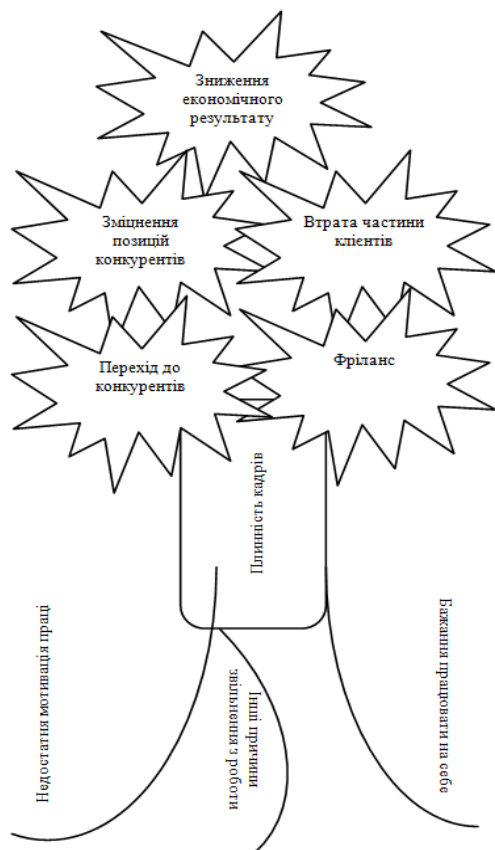 Зниження
економічного
результату
Зміцнення
позицій
конкурентів
Втрата частини
клієнтів
Перехід до
конкурентів
Фріланс
Плинність кадрів
Недостатня мотивація праці
Інші причини
звільнення з роботи
Бажання працювати на себе